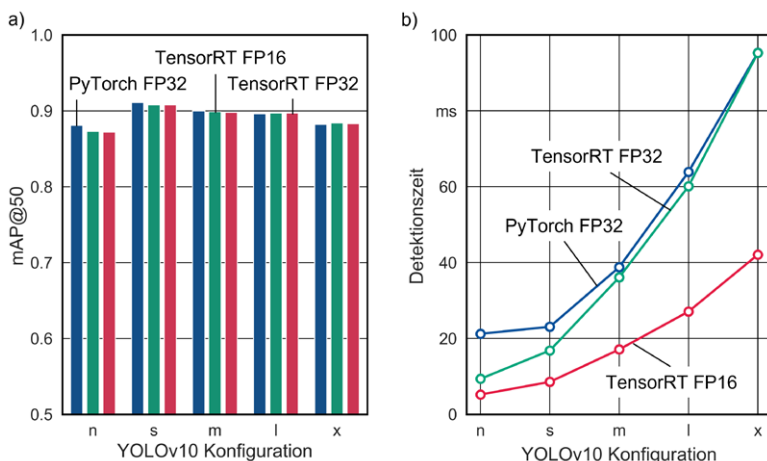 a)
1.0
TensorRT FP16
PyTorch FP32
TensorRT FP32
0.9
0.8
mAP@50
0.7
0.6
0.5
n s m l x
YOLOv10 Konfiguration
b)
100
ms
TensorRT FP32
60
Detektionszeit
PyTorch FP32
40
20
TensorRT FP16
0
n s m l x
YOLOv10 Konfiguration